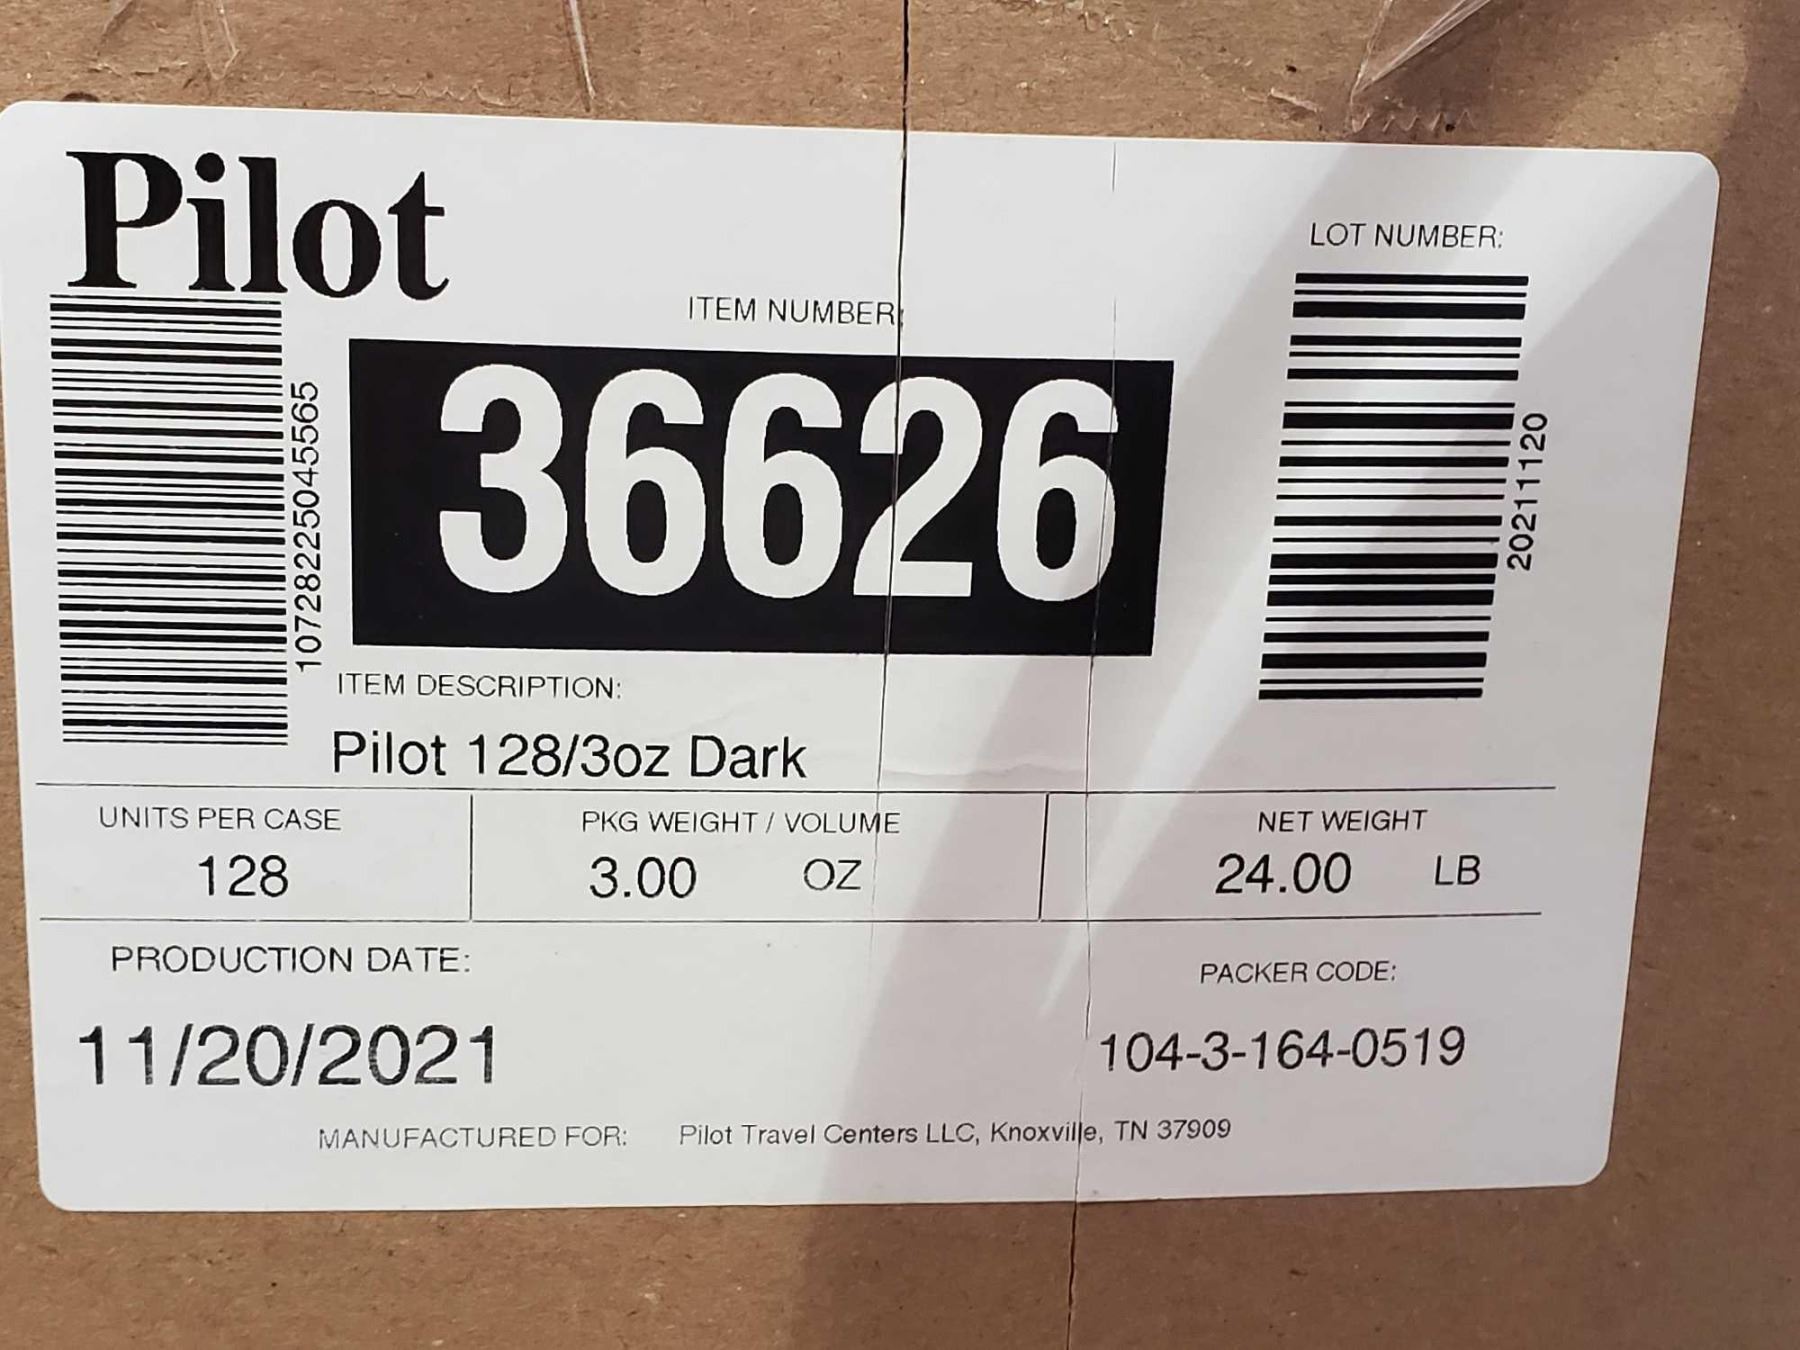 Pilot
LOT NUMBER:
ITEM NUMBER:
36626
10728225045565
20211120
ITEM DESCRIPTION:
Pilot 128/3oz Dark
UNITS PER CASE
PKG WEIGHT / VOLUME
NET WEIGHT
128
3.00 OZ
24.00 LB
PRODUCTION DATE:
PACKER CODE:
11/20/2021
104-3-164-0519
MANUFACTURED FOR: Pilot Travel Centers LLC, Knoxville, TN 37909